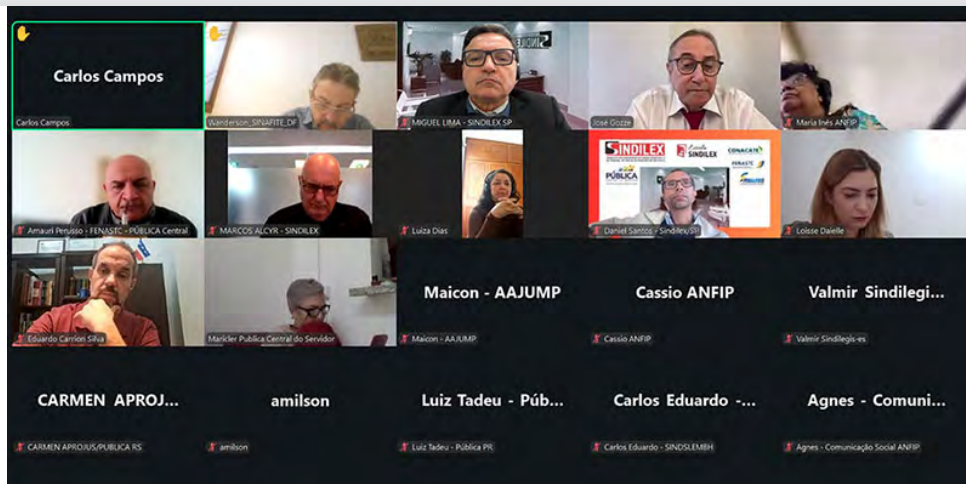 Carlos Campos
Carlos Campos
Wanderson_SINAFITE_DF
MIGUEL LIMA - SINDILEX SP
José Gozze
Maria Inês ANFIP
Amauri Perusso - FENASTC - PÚBLICA Central
MARCOS ALCYR - SINDILEX
Luiza Dias
SINDILEX
Escola
SINDILEX
CONACATE
FENASTC
PÚBLICA
Daniel Santos - Sindilex/SP
Loisse Daielle
Eduardo Carrion Silva
Maricler Publica Central do Servidor
Maicon - AAJUMP
Maicon - AAJUMP
Cassio ANFIP
Cassio ANFIP
Valmir Sindilegi...
Valmir Sindilegis-es
CARMEN APROJ...
CARMEN APROJUS/PUBLICA RS
amilson
amilson
Luiz Tadeu - Púb...
Luiz Tadeu - Pública PR
Carlos Eduardo -...
Carlos Eduardo - SINDSLEMBH
Agnes - Comuni...
Agnes - Comunicação Social ANFIP